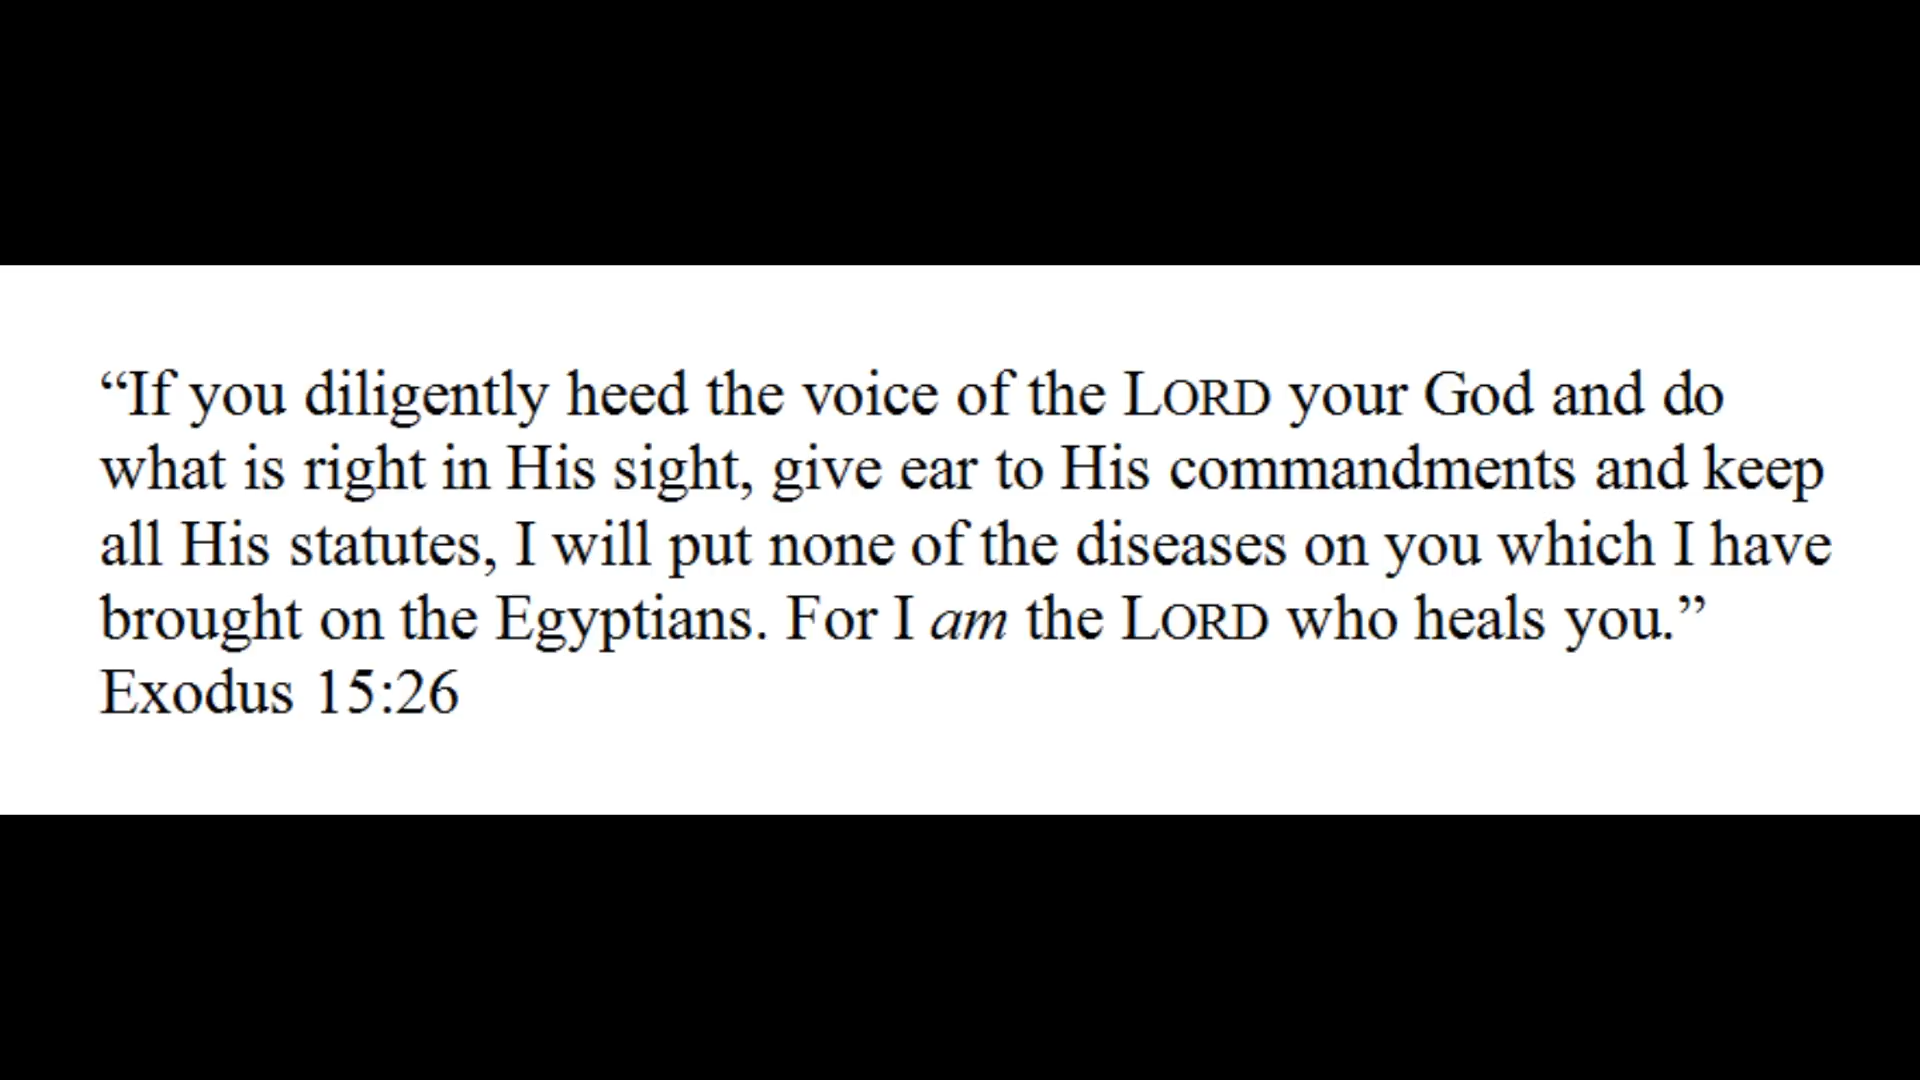 “If you diligently heed the voice of the LORD your God and do
what is right in His sight, give ear to His commandments and keep
all His statutes, I will put none of the diseases on you which I have
brought on the Egyptians. For I am the LORD who heals you.”
Exodus 15:26